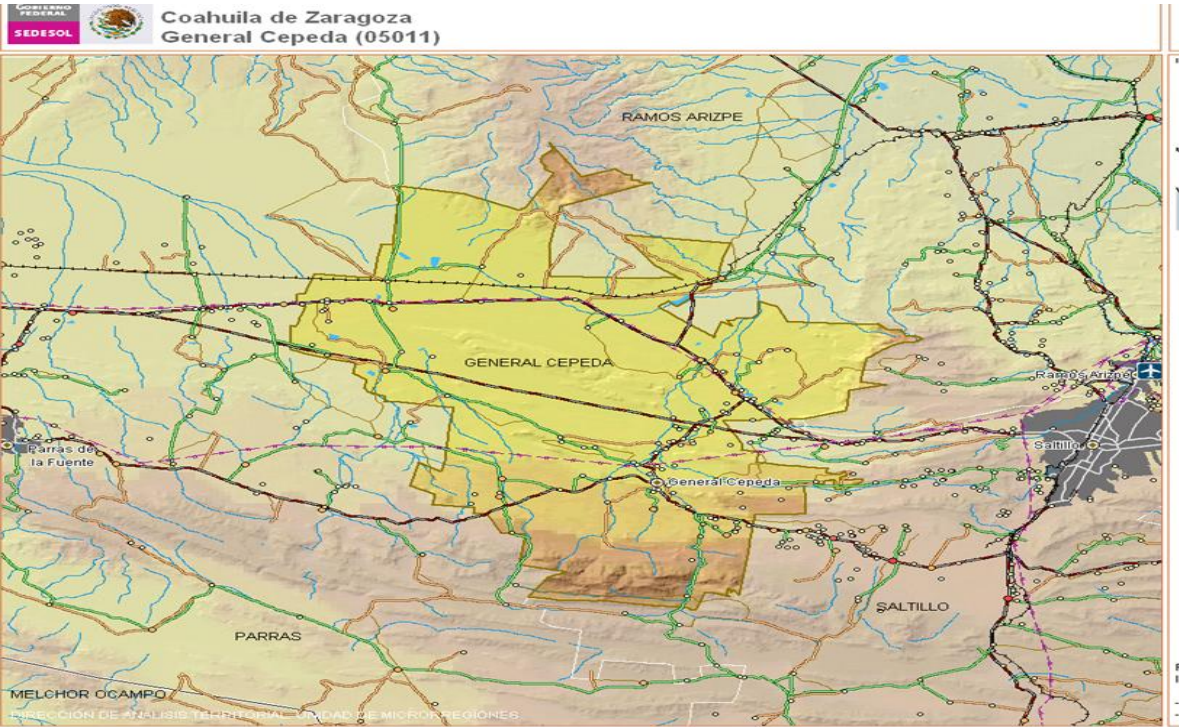 GOBIERNO
FEDERAL
SEDESOL
Coahuila de Zaragoza
General Cepeda (05011)
RAMOS ARIZPE
GENERAL CEPEDA
Ramos Arizpe
Saltillo
Parras de
la Fuente
General Cepeda
SALTILLO
PARRAS
MELCHOR OCAMPO
DIRECCIÓN DE ANÁLISIS TERRITORIAL, UNIDAD DE MICRORREGIONES